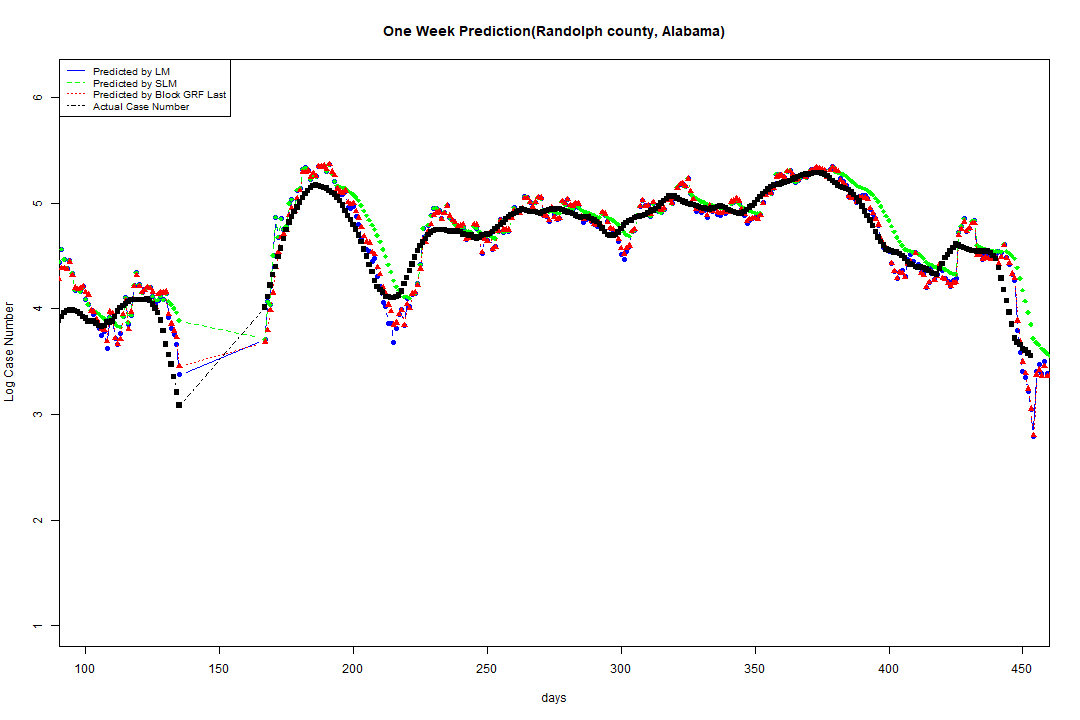 One Week Prediction(Randolph county, Alabama)
Predicted by LM
Predicted by SLM
Predicted by Block GRF Last
Actual Case Number
Log Case Number
6
5
4
3
2
1
100 150 200 250 300 350 400 450
days